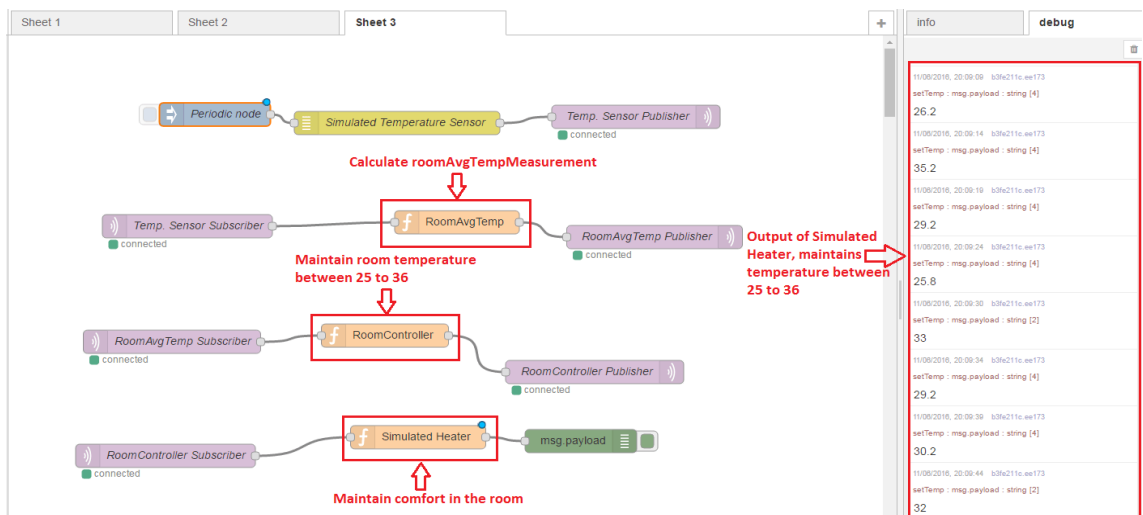 Sheet 1
Sheet 2
Sheet 3
+
info
debug
Periodic node
Simulated Temperature Sensor
Temp. Sensor Publisher
connected
Calculate roomAvgTempMeasurement
Temp. Sensor Subscriber
connected
RoomAvgTemp
RoomAvgTemp Publisher
connected
Maintain room temperature
between 25 to 36
Output of Simulated
Heater, maintains
temperature between
25 to 36
RoomAvgTemp Subscriber
connected
RoomController
RoomController Publisher
connected
RoomController Subscriber
connected
Simulated Heater
msg.payload
Maintain comfort in the room
11/06/2016, 20:09:09 b3fe211c.ee173
setTemp : msg.payload : string [4]
26.2
11/06/2016, 20:09:14 b3fe211c.ee173
setTemp : msg.payload : string [4]
35.2
11/06/2016, 20:09:19 b3fe211c.ee173
setTemp : msg.payload : string [4]
29.2
11/06/2016, 20:09:24 b3fe211c.ee173
setTemp : msg.payload : string [4]
25.8
11/06/2016, 20:09:30 b3fe211c.ee173
setTemp : msg.payload : string [2]
33
11/06/2016, 20:09:34 b3fe211c.ee173
setTemp : msg.payload : string [4]
29.2
11/06/2016, 20:09:39 b3fe211c.ee173
setTemp : msg.payload : string [4]
30.2
11/06/2016, 20:09:44 b3fe211c.ee173
setTemp : msg.payload : string [2]
32